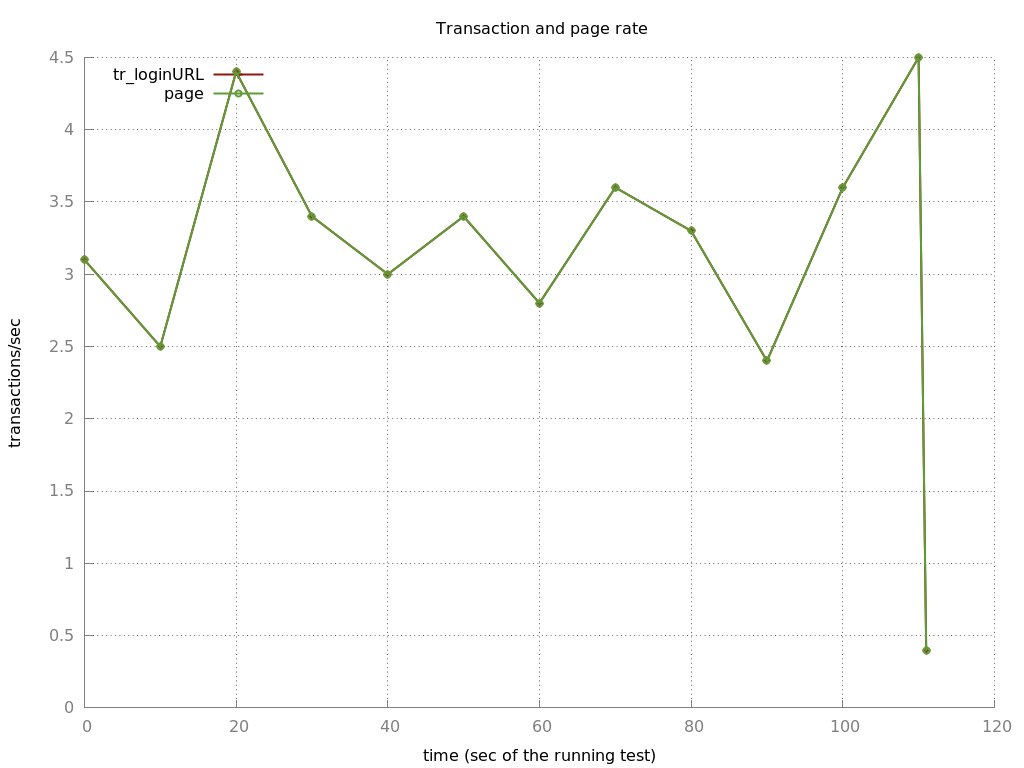 Transaction and page rate
tr_loginURL
page
4.5
4
3.5
3
2.5
2
1.5
1
0.5
0
transactions/sec
0 20 40 60 80 100 120
time (sec of the running test)